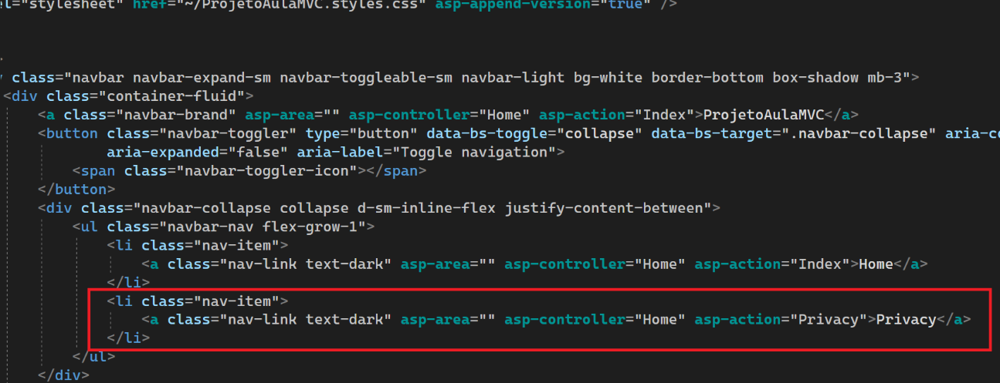 el="stylesheet" href="~/ProjetoAulaMVC.styles.css" asp-append-version="true" />
class="navbar navbar-expand-sm navbar-toggleable-sm navbar-light bg-white border-bottom box-shadow mb-3">
<div class="container-fluid">
<a class="navbar-brand" asp-area="" asp-controller="Home" asp-action="Index">ProjetoAulaMVC</a>
<button class="navbar-toggler" type="button" data-bs-toggle="collapse" data-bs-target=".navbar-collapse" aria-co
aria-expanded="false" aria-label="Toggle navigation">
<span class="navbar-toggler-icon"></span>
</button>
<div class="navbar-collapse collapse d-sm-inline-flex justify-content-between">
<ul class="navbar-nav flex-grow-1">
<li class="nav-item">
<a class="nav-link text-dark" asp-area="" asp-controller="Home" asp-action="Index">Home</a>
</li>
<li class="nav-item">
<a class="nav-link text-dark" asp-area="" asp-controller="Home" asp-action="Privacy">Privacy</a>
</li>
</ul>
</div>